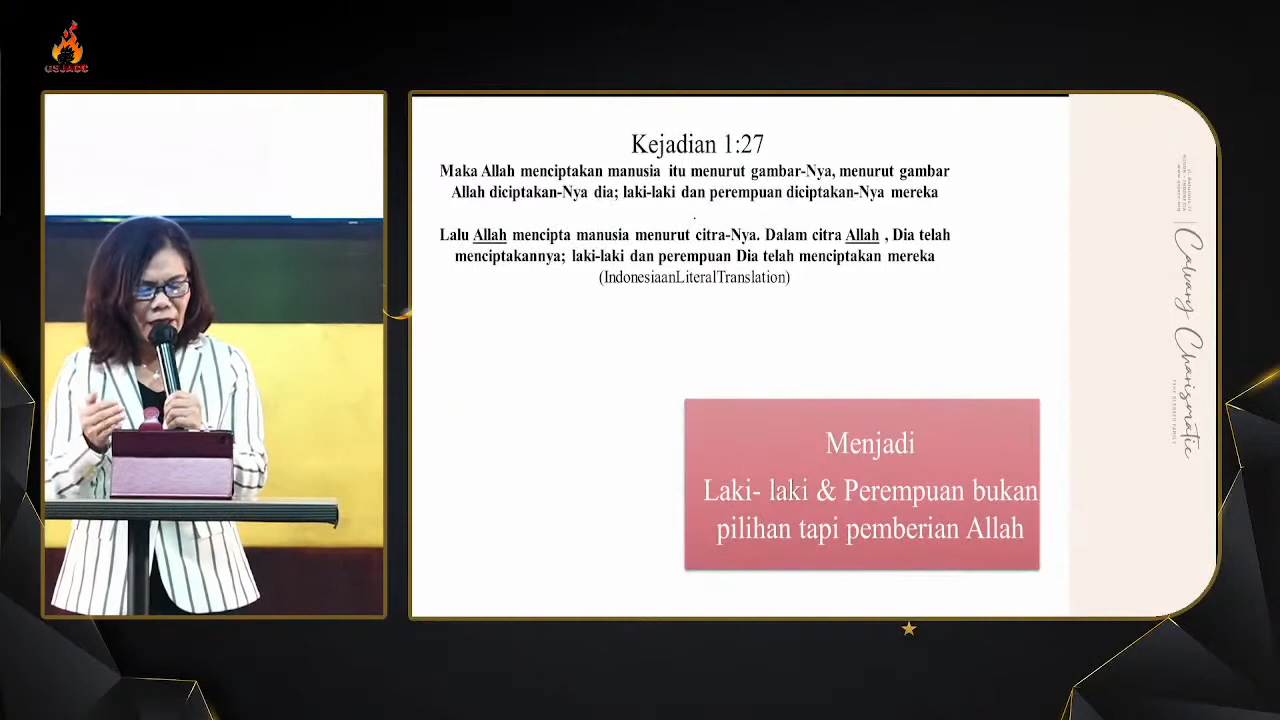 GSJACC
Kejadian 1:27
Maka Allah menciptakan manusia itu menurut gambar-Nya, menurut gambar
Allah diciptakan-Nya dia; laki-laki dan perempuan diciptakan-Nya mereka
.
Lalu Allah mencipta manusia menurut citra-Nya. Dalam citra Allah , Dia telah
menciptakannya; laki-laki dan perempuan Dia telah menciptakan mereka
(IndonesiaanLiteralTranslation)
Menjadi
Laki- laki & Perempuan bukan
pilihan tapi pemberian Allah
Calvary Charismatic